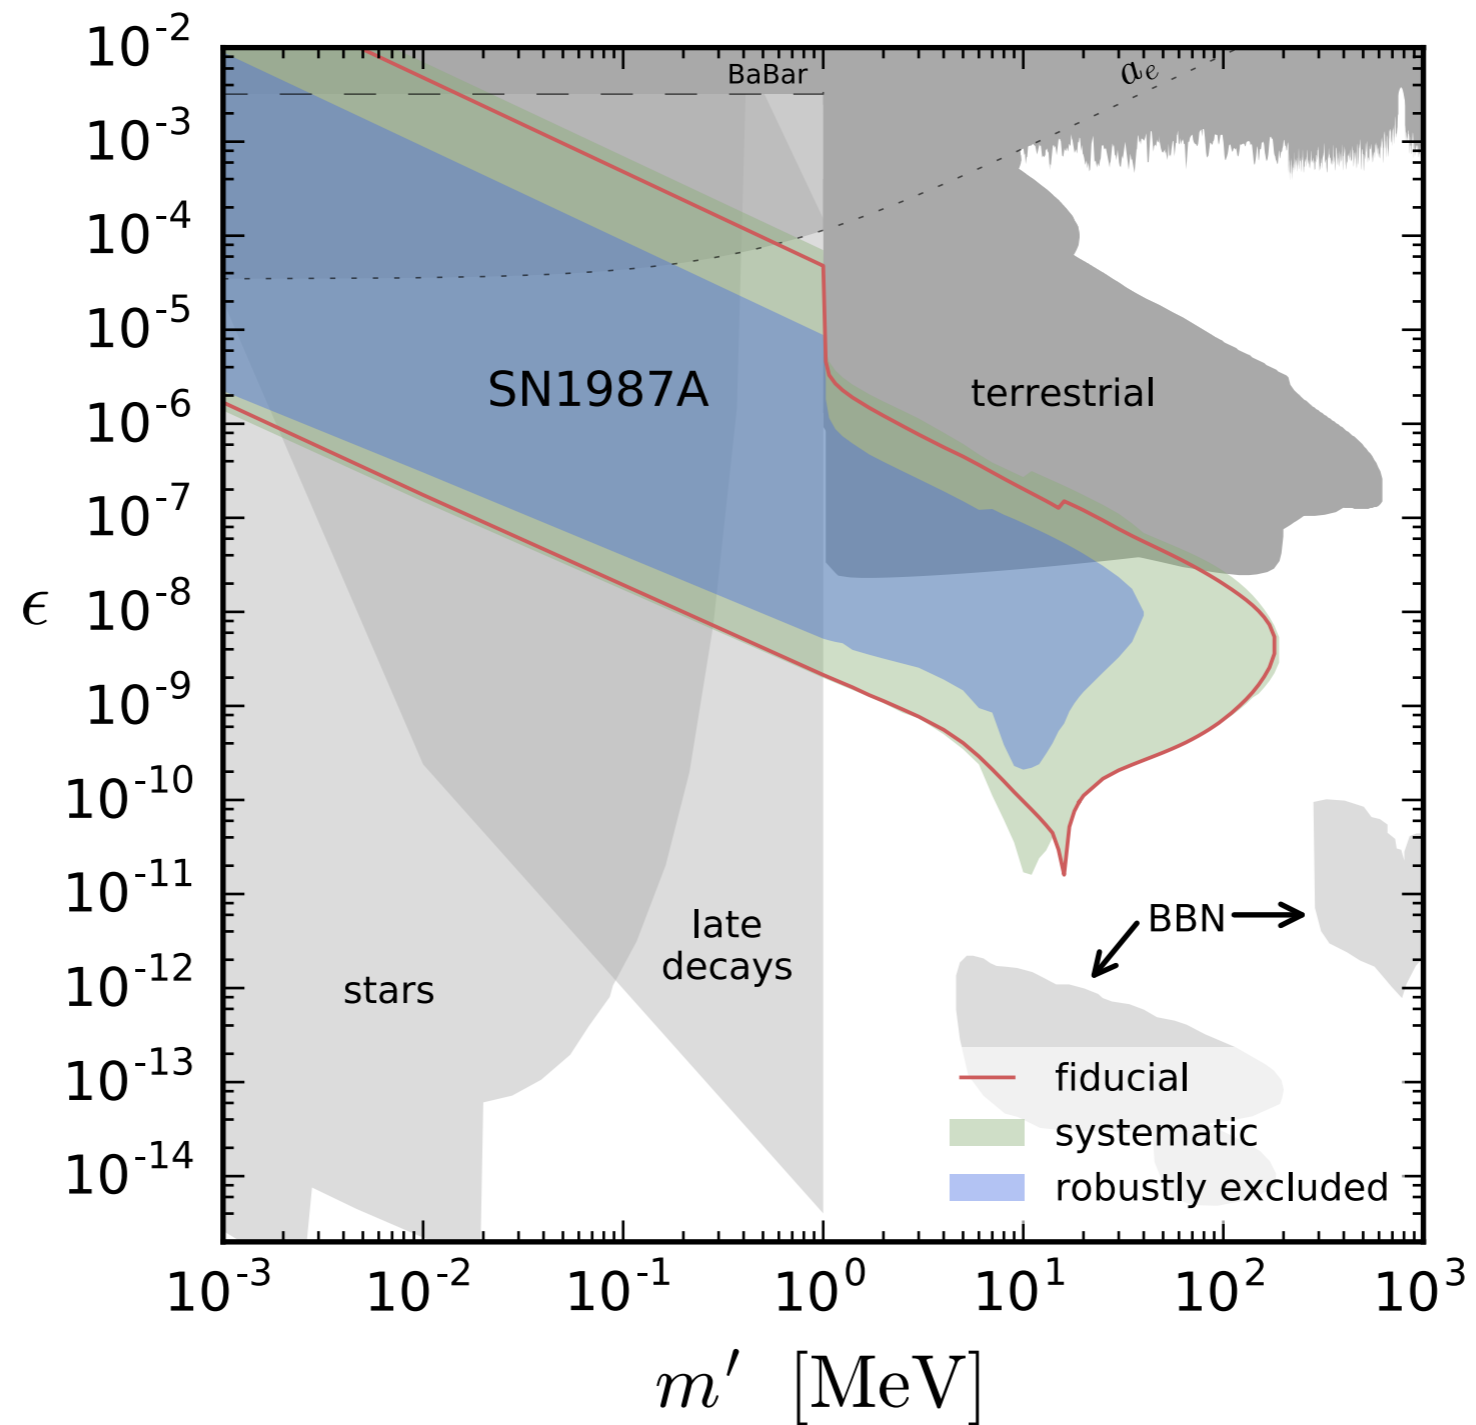 10^-2
10^-3
10^-4
10^-5
10^-6
10^-7
10^-8
10^-9
10^-10
10^-11
10^-12
10^-13
10^-14
ϵ
BaBar
a_e
SN1987A
terrestrial
late
decays
stars
BBN
fiducial
systematic
robustly excluded
10^-3 10^-2 10^-1 10^0 10^1 10^2 10^3
m′ [MeV]